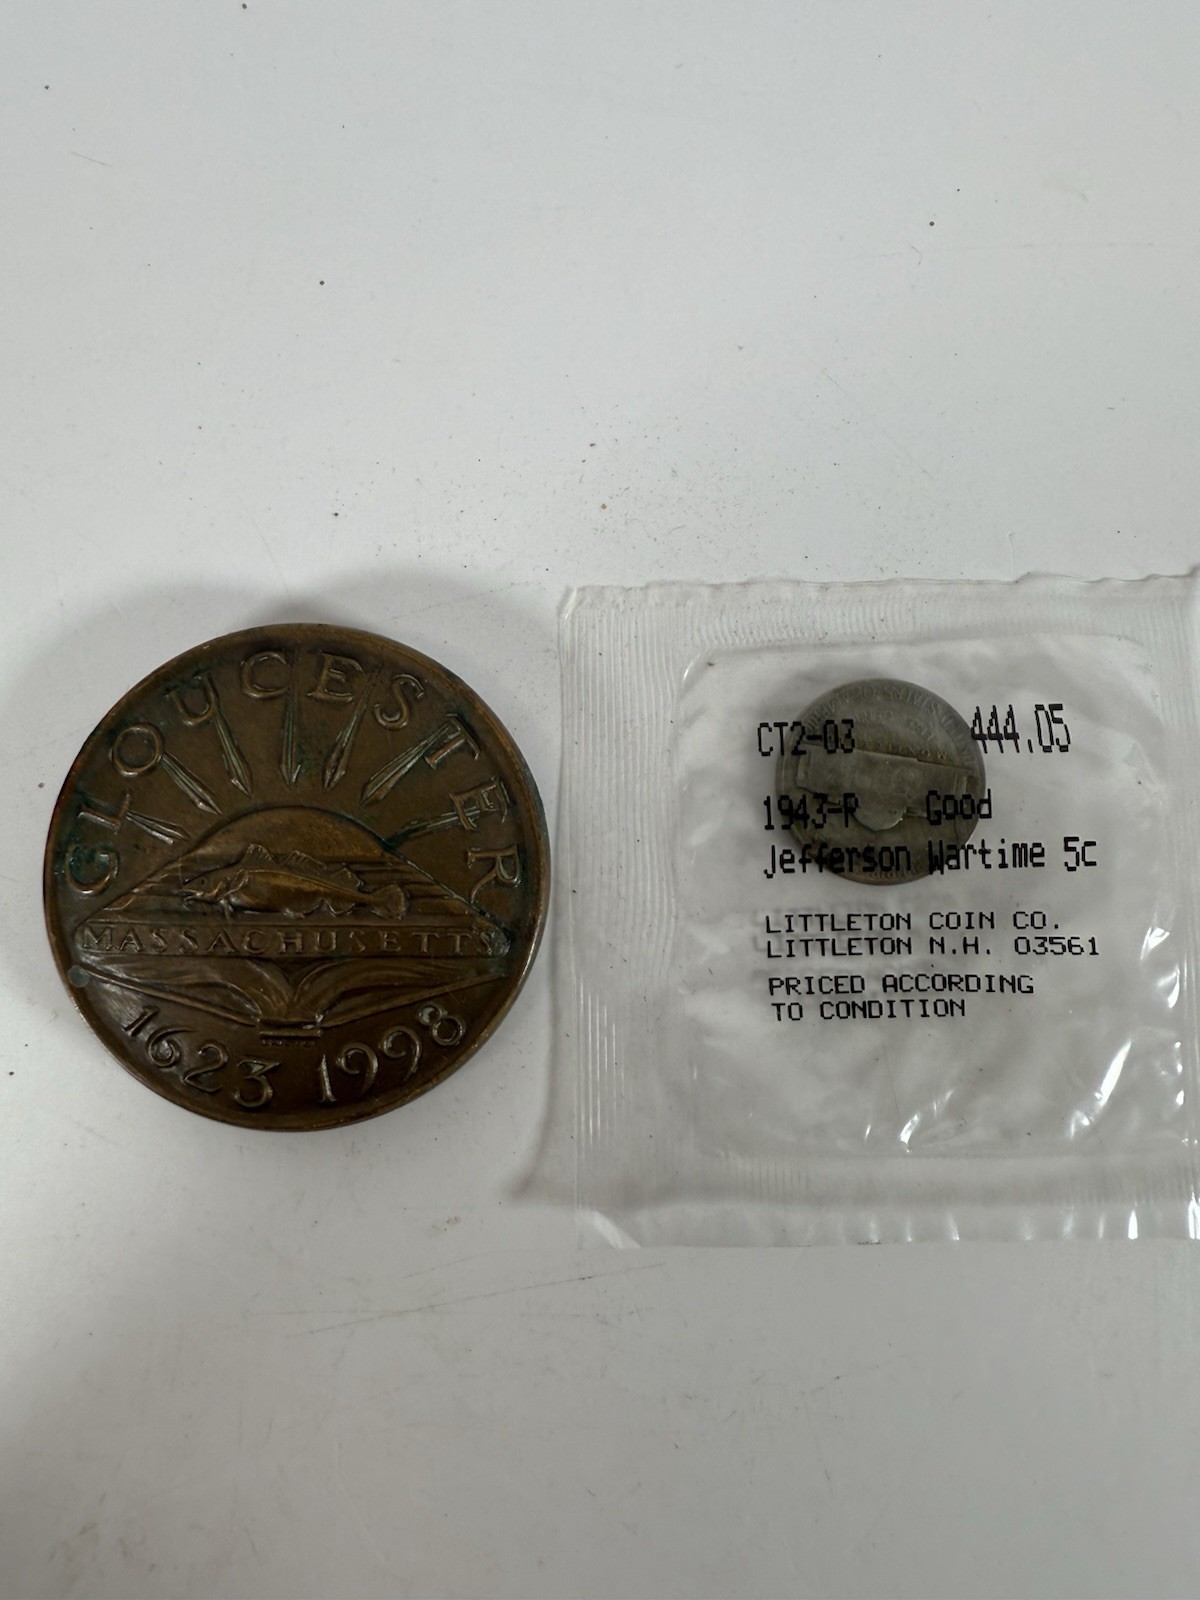 GLOUCESTER
MASSACHUSETTS
1623 1998
CT2-03 444.05
1943-R Good
Jefferson Wartime 5c
LITTLETON COIN CO.
LITTLETON N.H. 03561
PRICED ACCORDING
TO CONDITION